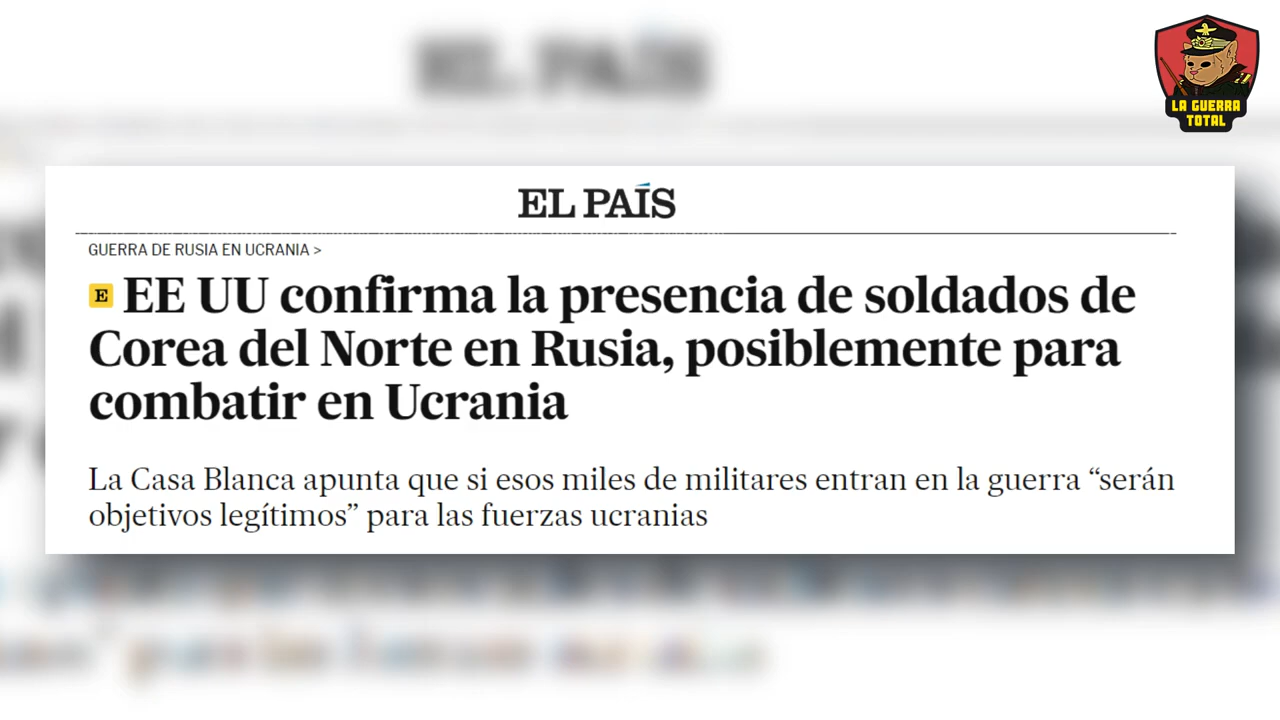 LA GUERRA
TOTAL
EL PAÍS
GUERRA DE RUSIA EN UCRANIA >
E EE UU confirma la presencia de soldados de
Corea del Norte en Rusia, posiblemente para
combatir en Ucrania
La Casa Blanca apunta que si esos miles de militares entran en la guerra “serán
objetivos legítimos” para las fuerzas ucranias